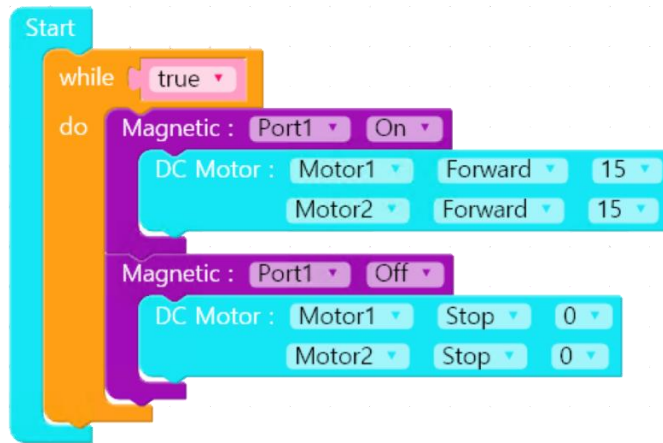 Start
while true
do Magnetic : Port1 On
DC Motor : Motor1 Forward 15
Motor2 Forward 15
Magnetic : Port1 Off
DC Motor : Motor1 Stop 0
Motor2 Stop 0